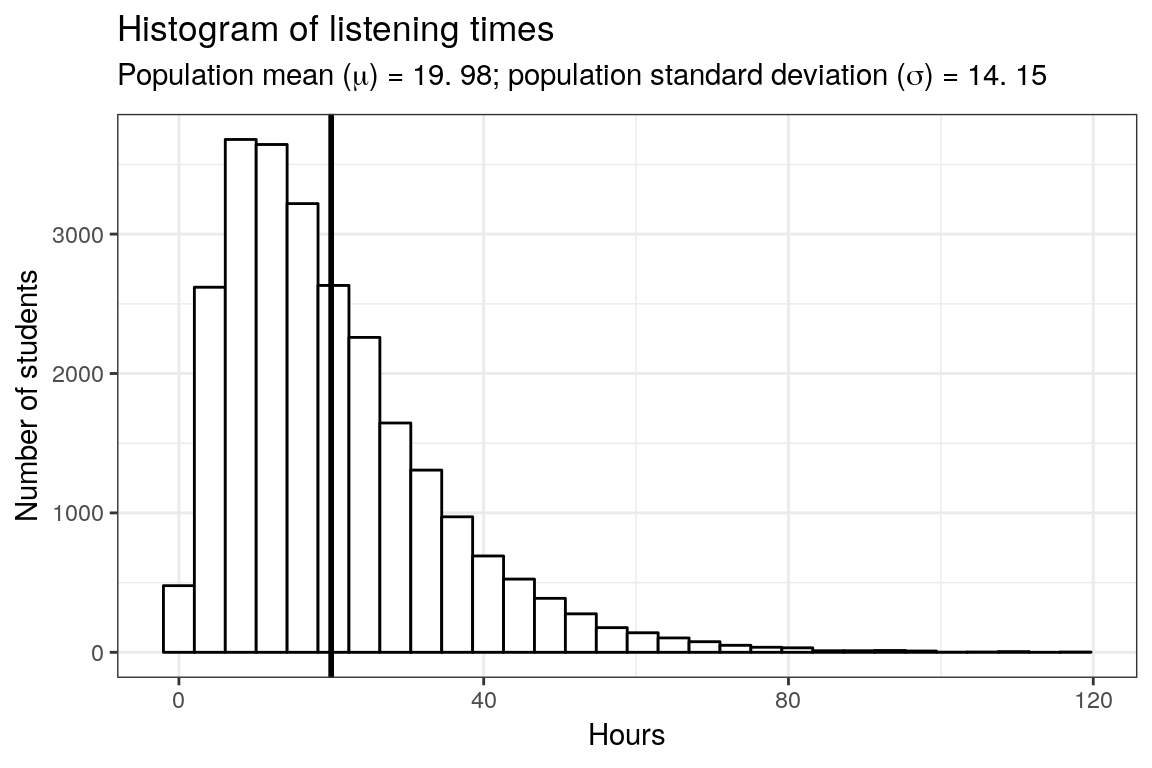 Histogram of listening times
Population mean (μ) = 19. 98; population standard deviation (σ) = 14. 15
Number of students
3000
2000
1000
0
0 40 80 120
Hours